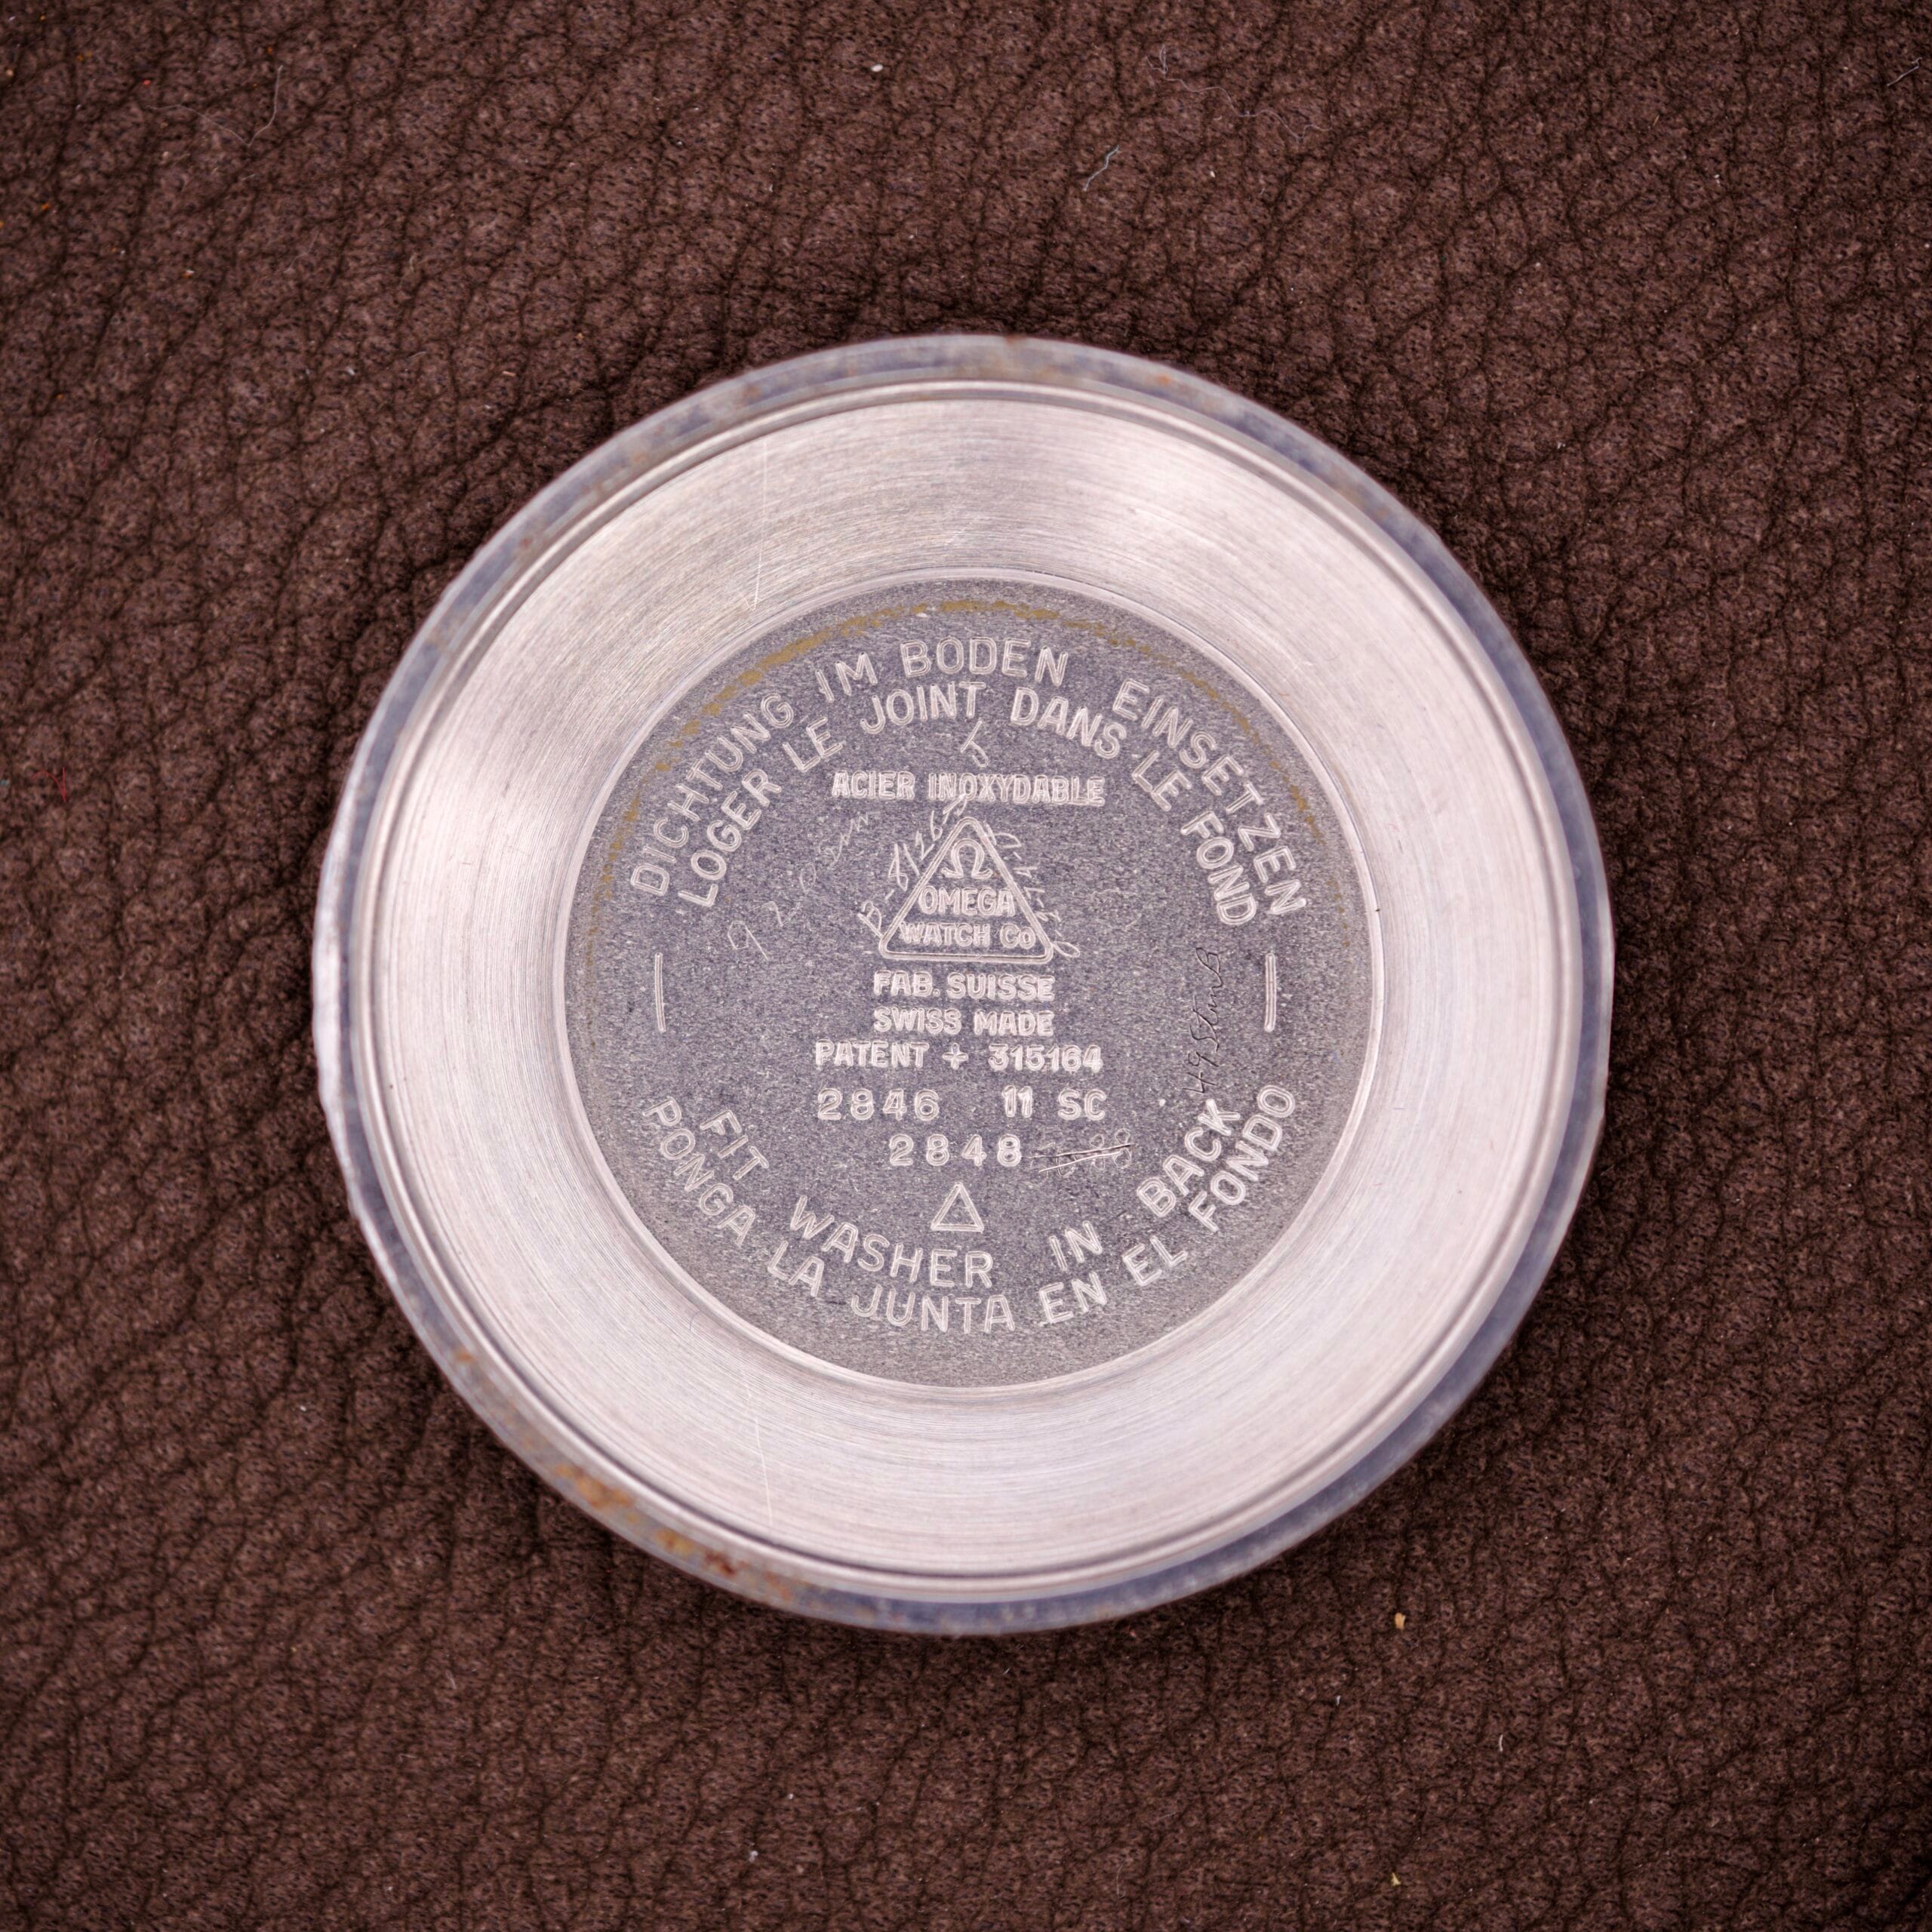 DICHTUNG IM BODEN EINSETZEN
LOGER LE JOINT DANS LE FOND
ACIER INOXYDABLE
Ω
OMEGA
WATCH Co
FAB. SUISSE
SWISS MADE
PATENT + 315164
2846 11 SC
2848
FIT WASHER IN BACK
PONGA LA JUNTA EN EL FONDO